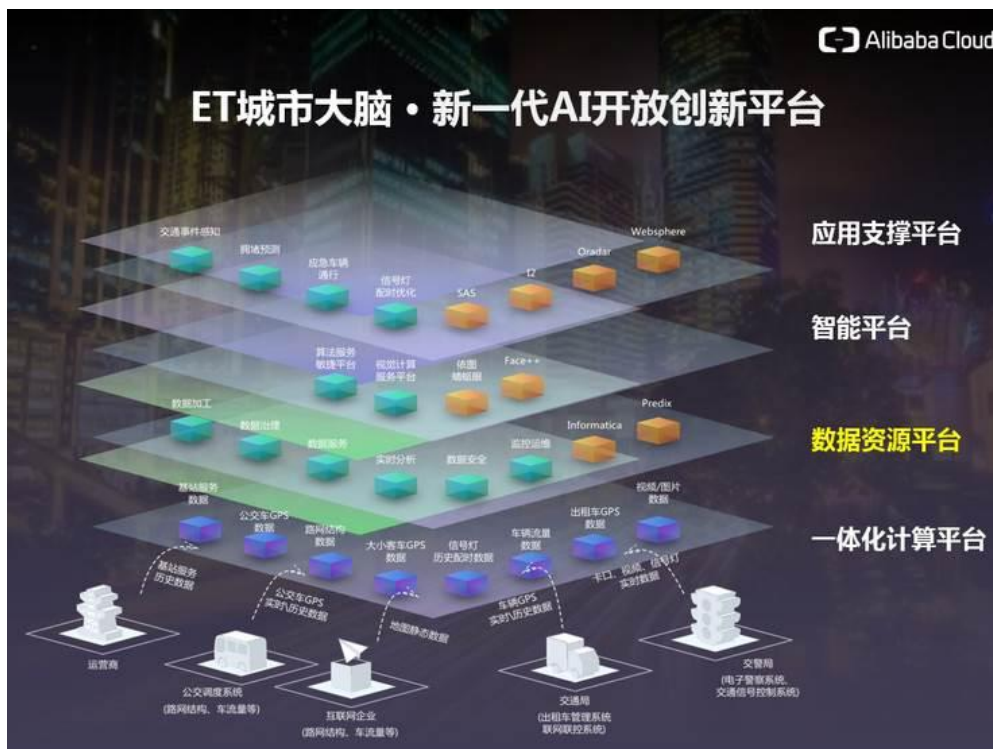 Alibaba Cloud
ET城市大脑·新一代AI开放创新平台
应用支撑平台
交通事件感知
拥堵预测
应急车辆
通行
信号灯
配时优化
SAS
I2
Oradar
Websphere
智能平台
算法服务
敏捷平台
视觉计算
服务平台
依图
蜻蜓眼
Face++
数据资源平台
数据加工
数据治理
数据服务
实时分析
数据安全
监控运维
Informatica
Predix
一体化计算平台
基站服务
数据
公交车GPS
数据
路网结构
数据
大小客车GPS
数据
信号灯
历史配时数据
车辆流量
数据
出租车GPS
数据
视频/图片
数据
基站服务
历史数据
公交车GPS
实时\历史数据
地图静态数据
车辆GPS
实时\历史数据
卡口、视频、信号灯
实时数据
运营商
公交调度系统
(路网结构、车流量等)
互联网企业
(路网结构、车流量等)
交通局
(出租车管理系统
联网联控系统)
交警局
(电子警察系统、
交通信号控制系统)